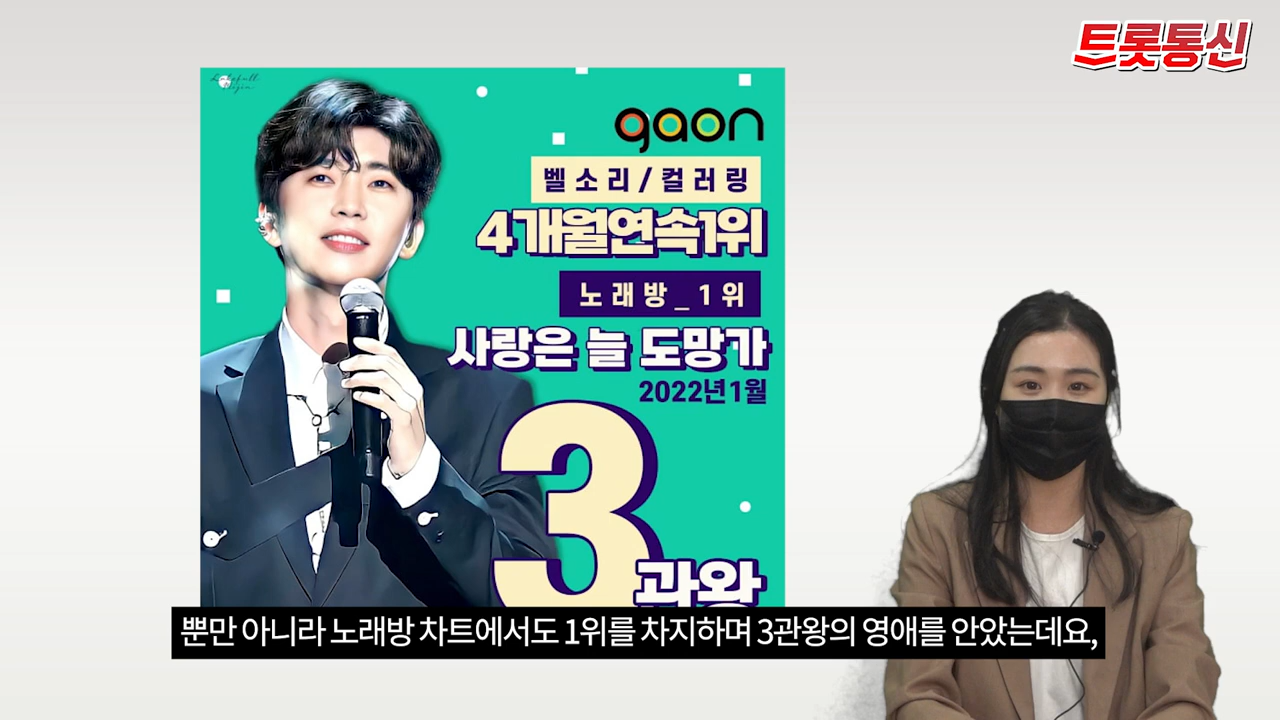 트롯통신
gaon
벨소리/컬러링
4개월연속1위
노래방_1위
사랑은 늘 도망가
2022년1월
3
관왕
뿐만 아니라 노래방 차트에서도 1위를 차지하며 3관왕의 영애를 안았는데요,